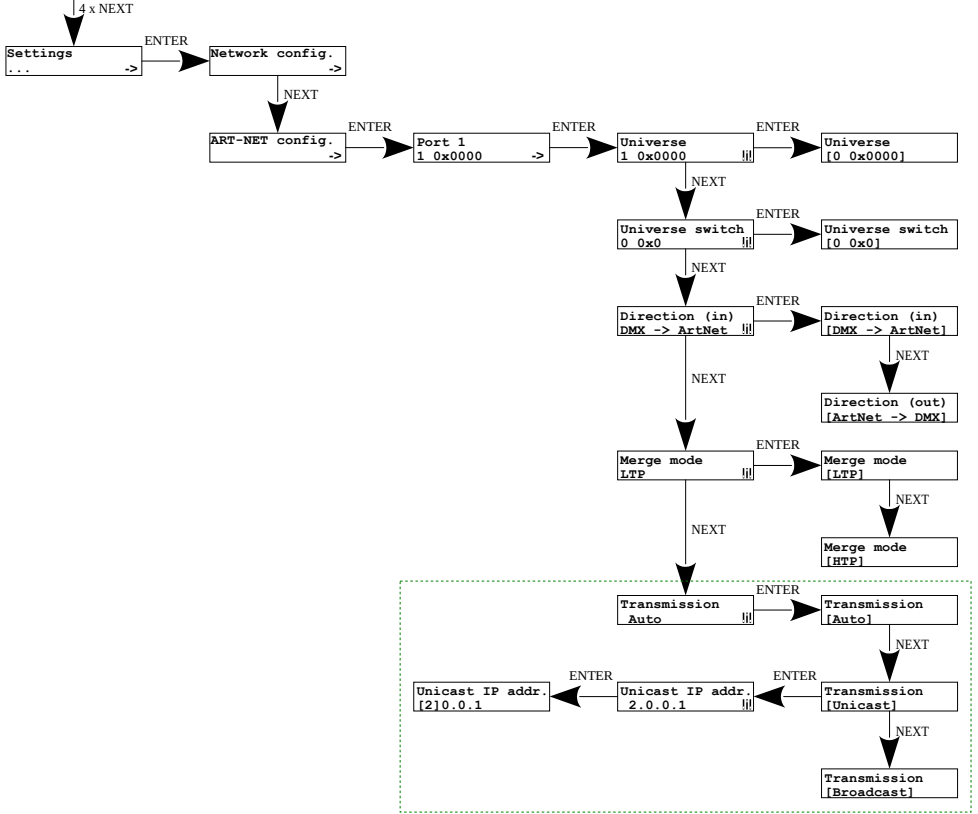 4 x NEXT
ENTER
Settings
... ->
Network config.
->
NEXT
ART-NET config.
->
ENTER
Port 1
1 0x0000 ->
ENTER
Universe
1 0x0000 !i!
ENTER
Universe
[0 0x0000]
NEXT
Universe switch
0 0x0 !i!
ENTER
Universe switch
[0 0x0]
NEXT
Direction (in)
DMX -> ArtNet !i!
ENTER
Direction (in)
[DMX -> ArtNet]
NEXT
NEXT
Direction (out)
[ArtNet -> DMX]
Merge mode
LTP !i!
ENTER
Merge mode
[LTP]
NEXT
NEXT
Merge mode
[HTP]
Transmission
Auto !i!
ENTER
Transmission
[Auto]
NEXT
Unicast IP addr.
[2]0.0.1
ENTER
Unicast IP addr.
2.0.0.1 !i!
ENTER
Transmission
[Unicast]
NEXT
Transmission
[Broadcast]